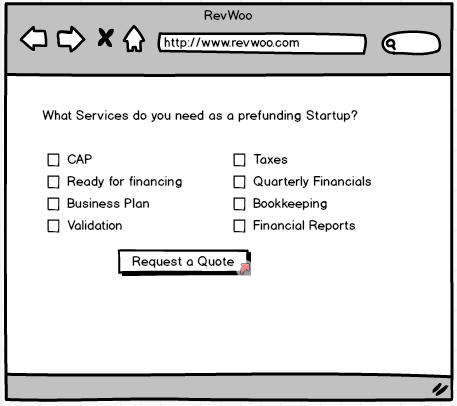 RevWoo
http://www.revwoo.com
What Services do you need as a prefunding Startup?
CAP
Taxes
Ready for financing
Quarterly Financials
Business Plan
Bookkeeping
Validation
Financial Reports
Request a Quote